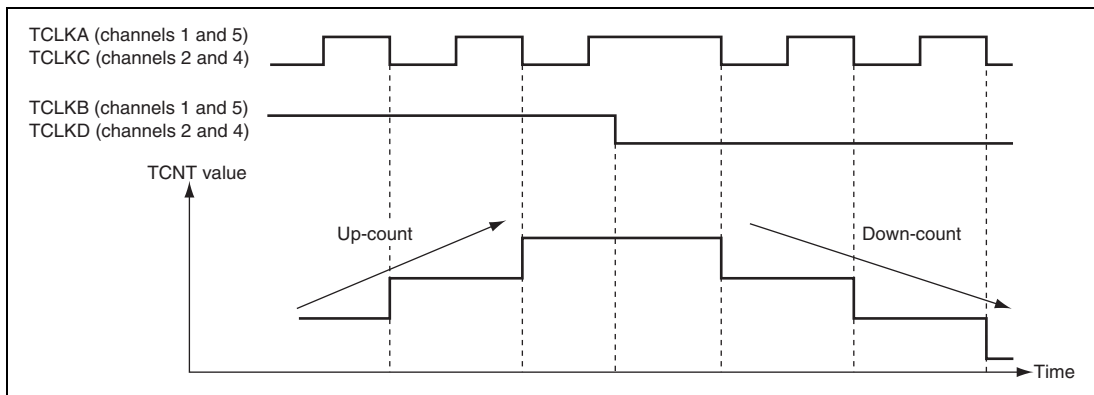 TCLKA (channels 1 and 5)
TCLKC (channels 2 and 4)
TCLKB (channels 1 and 5)
TCLKD (channels 2 and 4)
TCNT value
Up-count
Down-count
Time